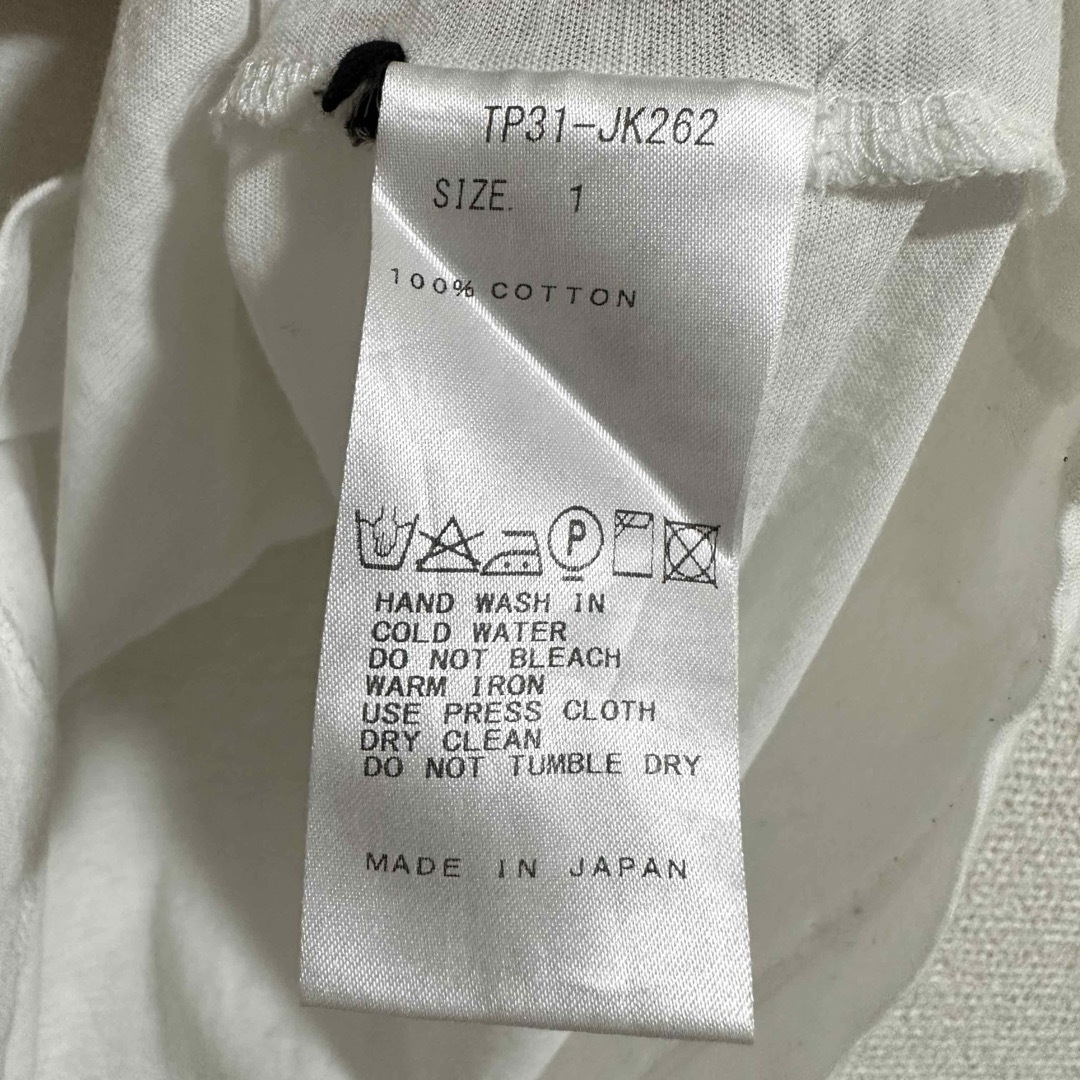 TP31-JK262
SIZE. 1
100% COTTON
P
HAND WASH IN
COLD WATER
DO NOT BLEACH
WARM IRON
USE PRESS CLOTH
DRY CLEAN
DO NOT TUMBLE DRY
MADE IN JAPAN